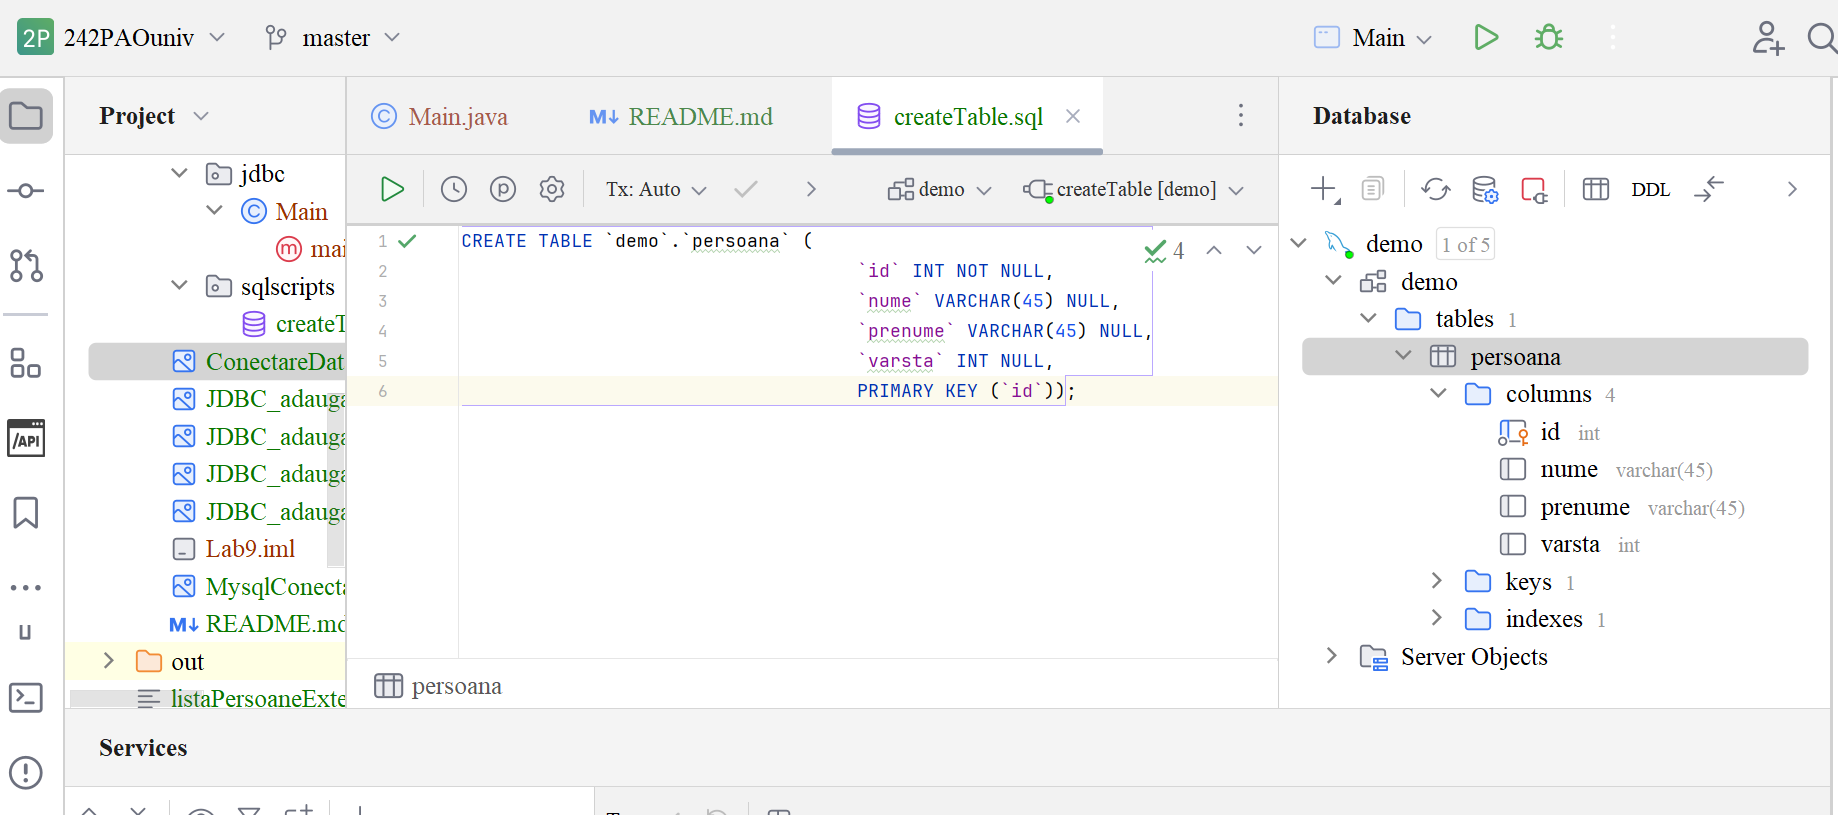 2P 242PAOuniv master Main
Project
Main.java README.md createTable.sql
Database
Tx: Auto demo createTable [demo]
DDL
jdbc
Main
mai
sqlscripts
createT
ConectareDat
JDBC_adauga
JDBC_adauga
JDBC_adauga
JDBC_adauga
Lab9.iml
MysqlConecta
README.md
out
listaPersoaneExte
/API
u
1 CREATE TABLE `demo`.`persoana` (
2 `id` INT NOT NULL,
3 `nume` VARCHAR(45) NULL,
4 `prenume` VARCHAR(45) NULL,
5 `varsta` INT NULL,
6 PRIMARY KEY (`id`));
4
persoana
demo 1 of 5
demo
tables 1
persoana
columns 4
id int
nume varchar(45)
prenume varchar(45)
varsta int
keys 1
indexes 1
Server Objects
Services